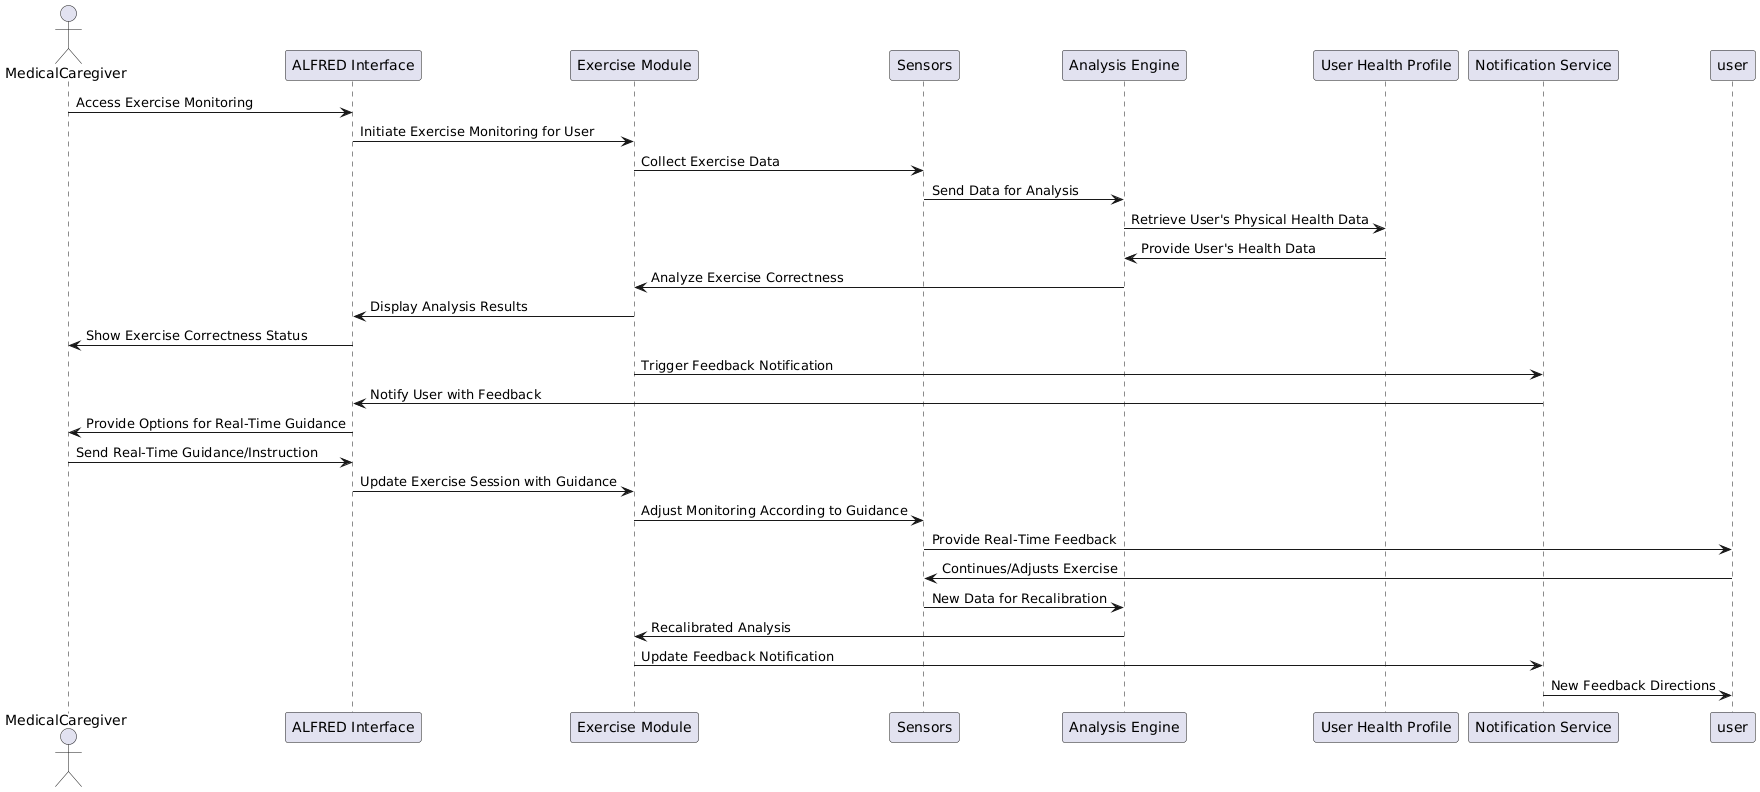 MedicalCaregiver
ALFRED Interface
Exercise Module
Sensors
Analysis Engine
User Health Profile
Notification Service
user
Access Exercise Monitoring
Initiate Exercise Monitoring for User
Collect Exercise Data
Send Data for Analysis
Retrieve User's Physical Health Data
Provide User's Health Data
Analyze Exercise Correctness
Display Analysis Results
Show Exercise Correctness Status
Trigger Feedback Notification
Notify User with Feedback
Provide Options for Real-Time Guidance
Send Real-Time Guidance/Instruction
Update Exercise Session with Guidance
Adjust Monitoring According to Guidance
Provide Real-Time Feedback
Continues/Adjusts Exercise
New Data for Recalibration
Recalibrated Analysis
Update Feedback Notification
New Feedback Directions
MedicalCaregiver
ALFRED Interface
Exercise Module
Sensors
Analysis Engine
User Health Profile
Notification Service
user